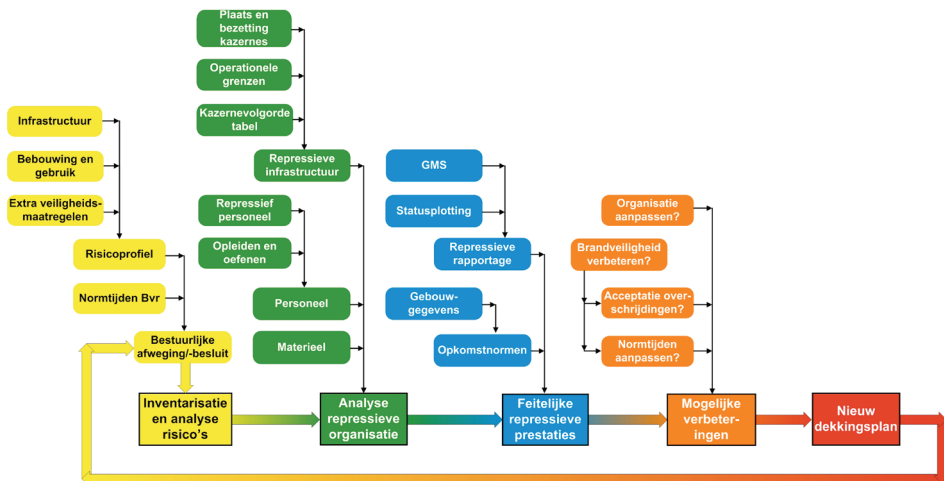 Plaats en
bezetting
kazernes
Operationele
grenzen
Kazernevolgorde
tabel
Repressieve
infrastructuur
Infrastructuur
Bebouwing en
gebruik
Extra veiligheids-
maatregelen
Risicoprofiel
Normtijden Bvr
Bestuurlijke
afweging/-besluit
Repressief
personeel
Opleiden en
oefenen
Personeel
Materieel
GMS
Statusplotting
Repressieve
rapportage
Gebouw-
gegevens
Opkomstnormen
Organisatie
aanpassen?
Brandveiligheid
verbeteren?
Acceptatie over-
schrijdingen?
Normtijden
aanpassen?
Inventarisatie
en analyse
risico's
Analyse
repressieve
organisatie
Feitelijke
repressieve
prestaties
Mogelijke
verbeter-
ingen
Nieuw
dekkingsplan